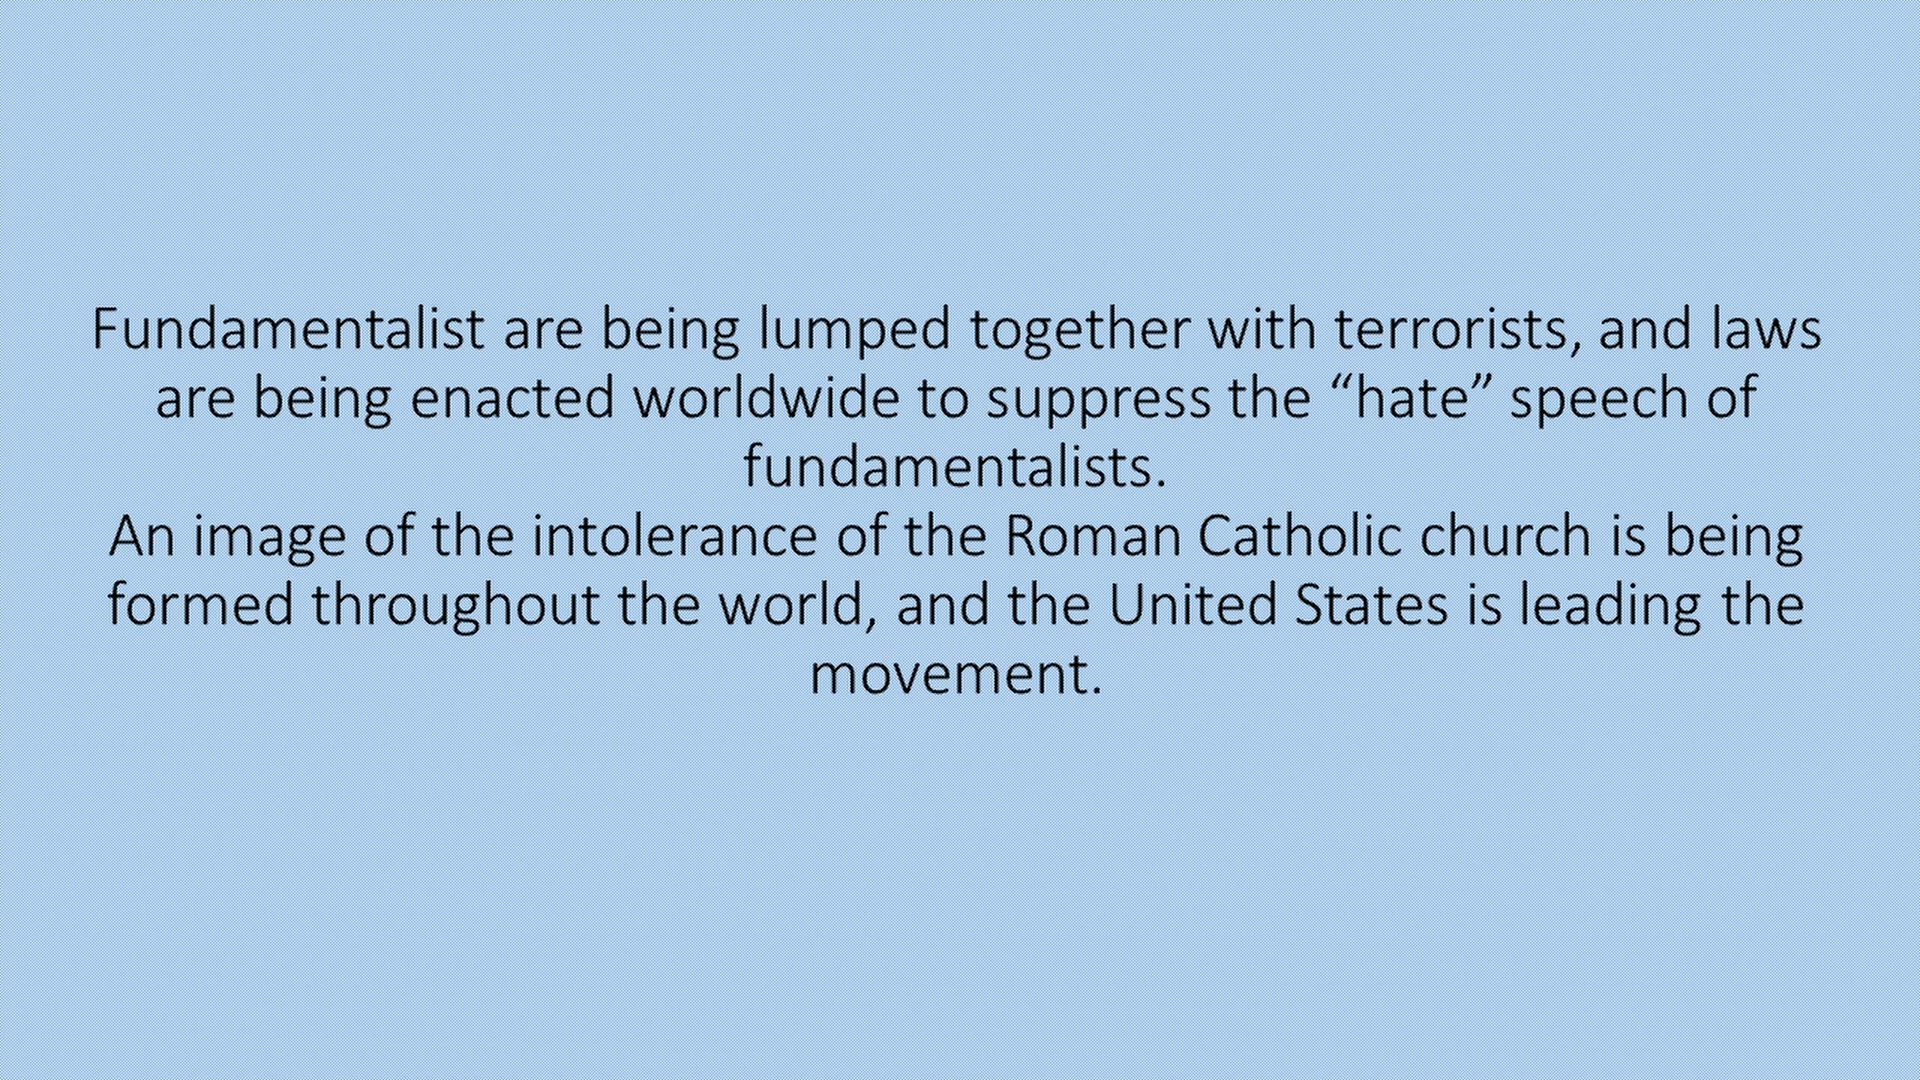 Fundamentalist are being lumped together with terrorists, and laws
are being enacted worldwide to suppress the “hate” speech of
fundamentalists.
An image of the intolerance of the Roman Catholic church is being
formed throughout the world, and the United States is leading the
movement.